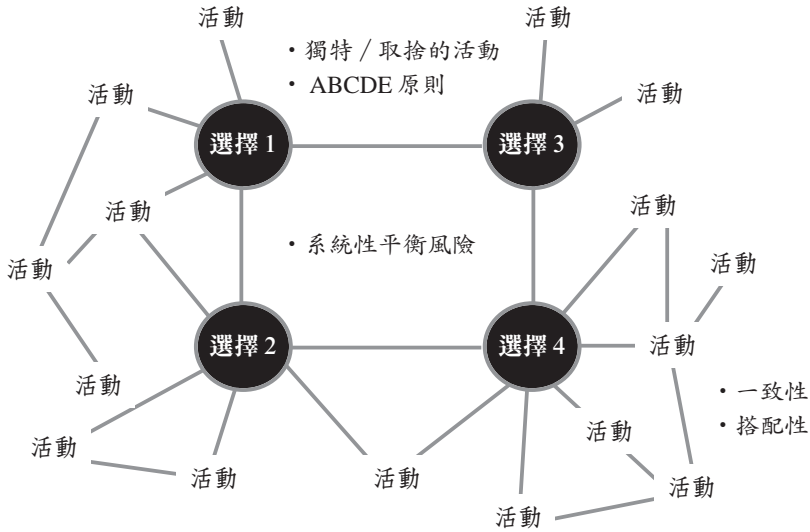 活動
活動
・獨特／取捨的活動
・ABCDE 原則
活動
活動
選擇 1
選擇 3
活動
活動
・系統性平衡風險
活動
活動
選擇 2
選擇 4
活動
活動
・一致性
・搭配性
活動
活動
活動
活動
活動
活動